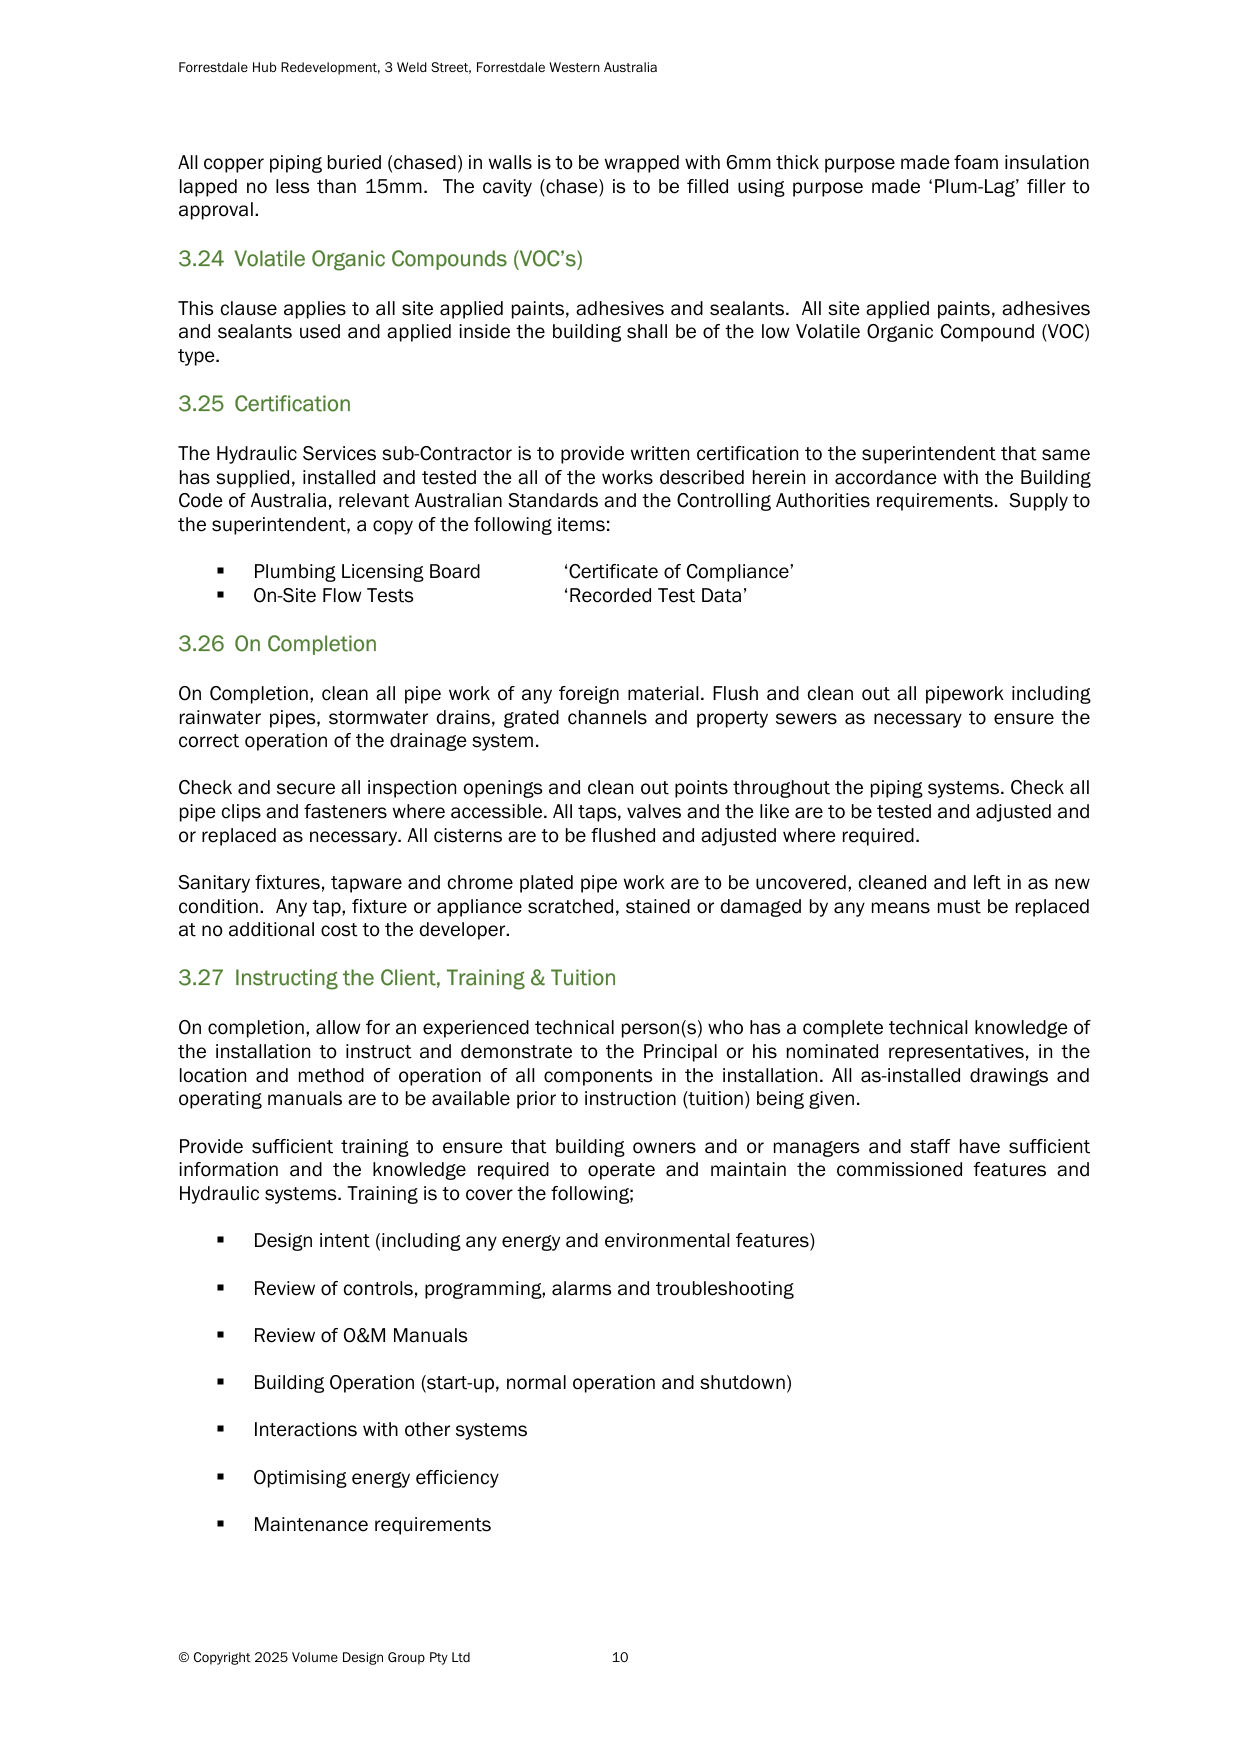 Forrestdale Hub Redevelopment, 3 Weld Street, Forrestdale Western Australia
All copper piping buried (chased) in walls is to be wrapped with 6mm thick purpose made foam insulation
lapped no less than 15mm.  The cavity (chase) is to be filled using purpose made ‘Plum-Lag’ filler to
approval.
3.24 Volatile Organic Compounds (VOC’s)
This clause applies to all site applied paints, adhesives and sealants.  All site applied paints, adhesives
and sealants used and applied inside the building shall be of the low Volatile Organic Compound (VOC)
type.
3.25 Certification
The Hydraulic Services sub-Contractor is to provide written certification to the superintendent that same
has supplied, installed and tested the all of the works described herein in accordance with the Building
Code of Australia, relevant Australian Standards and the Controlling Authorities requirements.  Supply to
the superintendent, a copy of the following items:
▪ Plumbing Licensing Board ‘Certificate of Compliance’
▪ On-Site Flow Tests ‘Recorded Test Data’
3.26 On Completion
On Completion, clean all pipe work of any foreign material. Flush and clean out all pipework including
rainwater pipes, stormwater drains, grated channels and property sewers as necessary to ensure the
correct operation of the drainage system.
Check and secure all inspection openings and clean out points throughout the piping systems. Check all
pipe clips and fasteners where accessible. All taps, valves and the like are to be tested and adjusted and
or replaced as necessary. All cisterns are to be flushed and adjusted where required.
Sanitary fixtures, tapware and chrome plated pipe work are to be uncovered, cleaned and left in as new
condition.  Any tap, fixture or appliance scratched, stained or damaged by any means must be replaced
at no additional cost to the developer.
3.27 Instructing the Client, Training & Tuition
On completion, allow for an experienced technical person(s) who has a complete technical knowledge of
the installation to instruct and demonstrate to the Principal or his nominated representatives, in the
location and method of operation of all components in the installation. All as-installed drawings and
operating manuals are to be available prior to instruction (tuition) being given.
Provide sufficient training to ensure that building owners and or managers and staff have sufficient
information and the knowledge required to operate and maintain the commissioned features and
Hydraulic systems. Training is to cover the following;
▪ Design intent (including any energy and environmental features)
▪ Review of controls, programming, alarms and troubleshooting
▪ Review of O&M Manuals
▪ Building Operation (start-up, normal operation and shutdown)
▪ Interactions with other systems
▪ Optimising energy efficiency
▪ Maintenance requirements
© Copyright 2025 Volume Design Group Pty Ltd 10